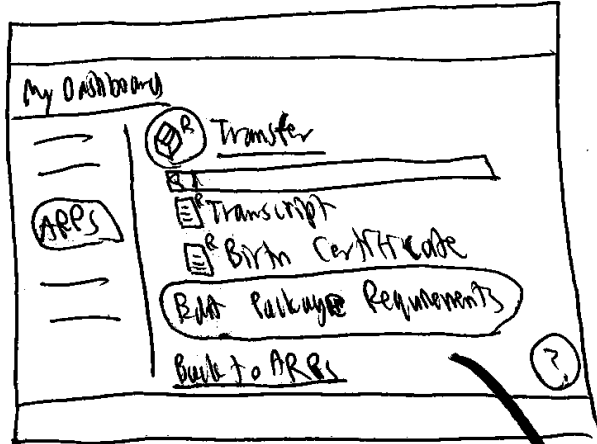 My Dashboard
R Transfer
APPS
R Transcript
R Birth Certificate
Edit Package Requirements
Back to APPs
?